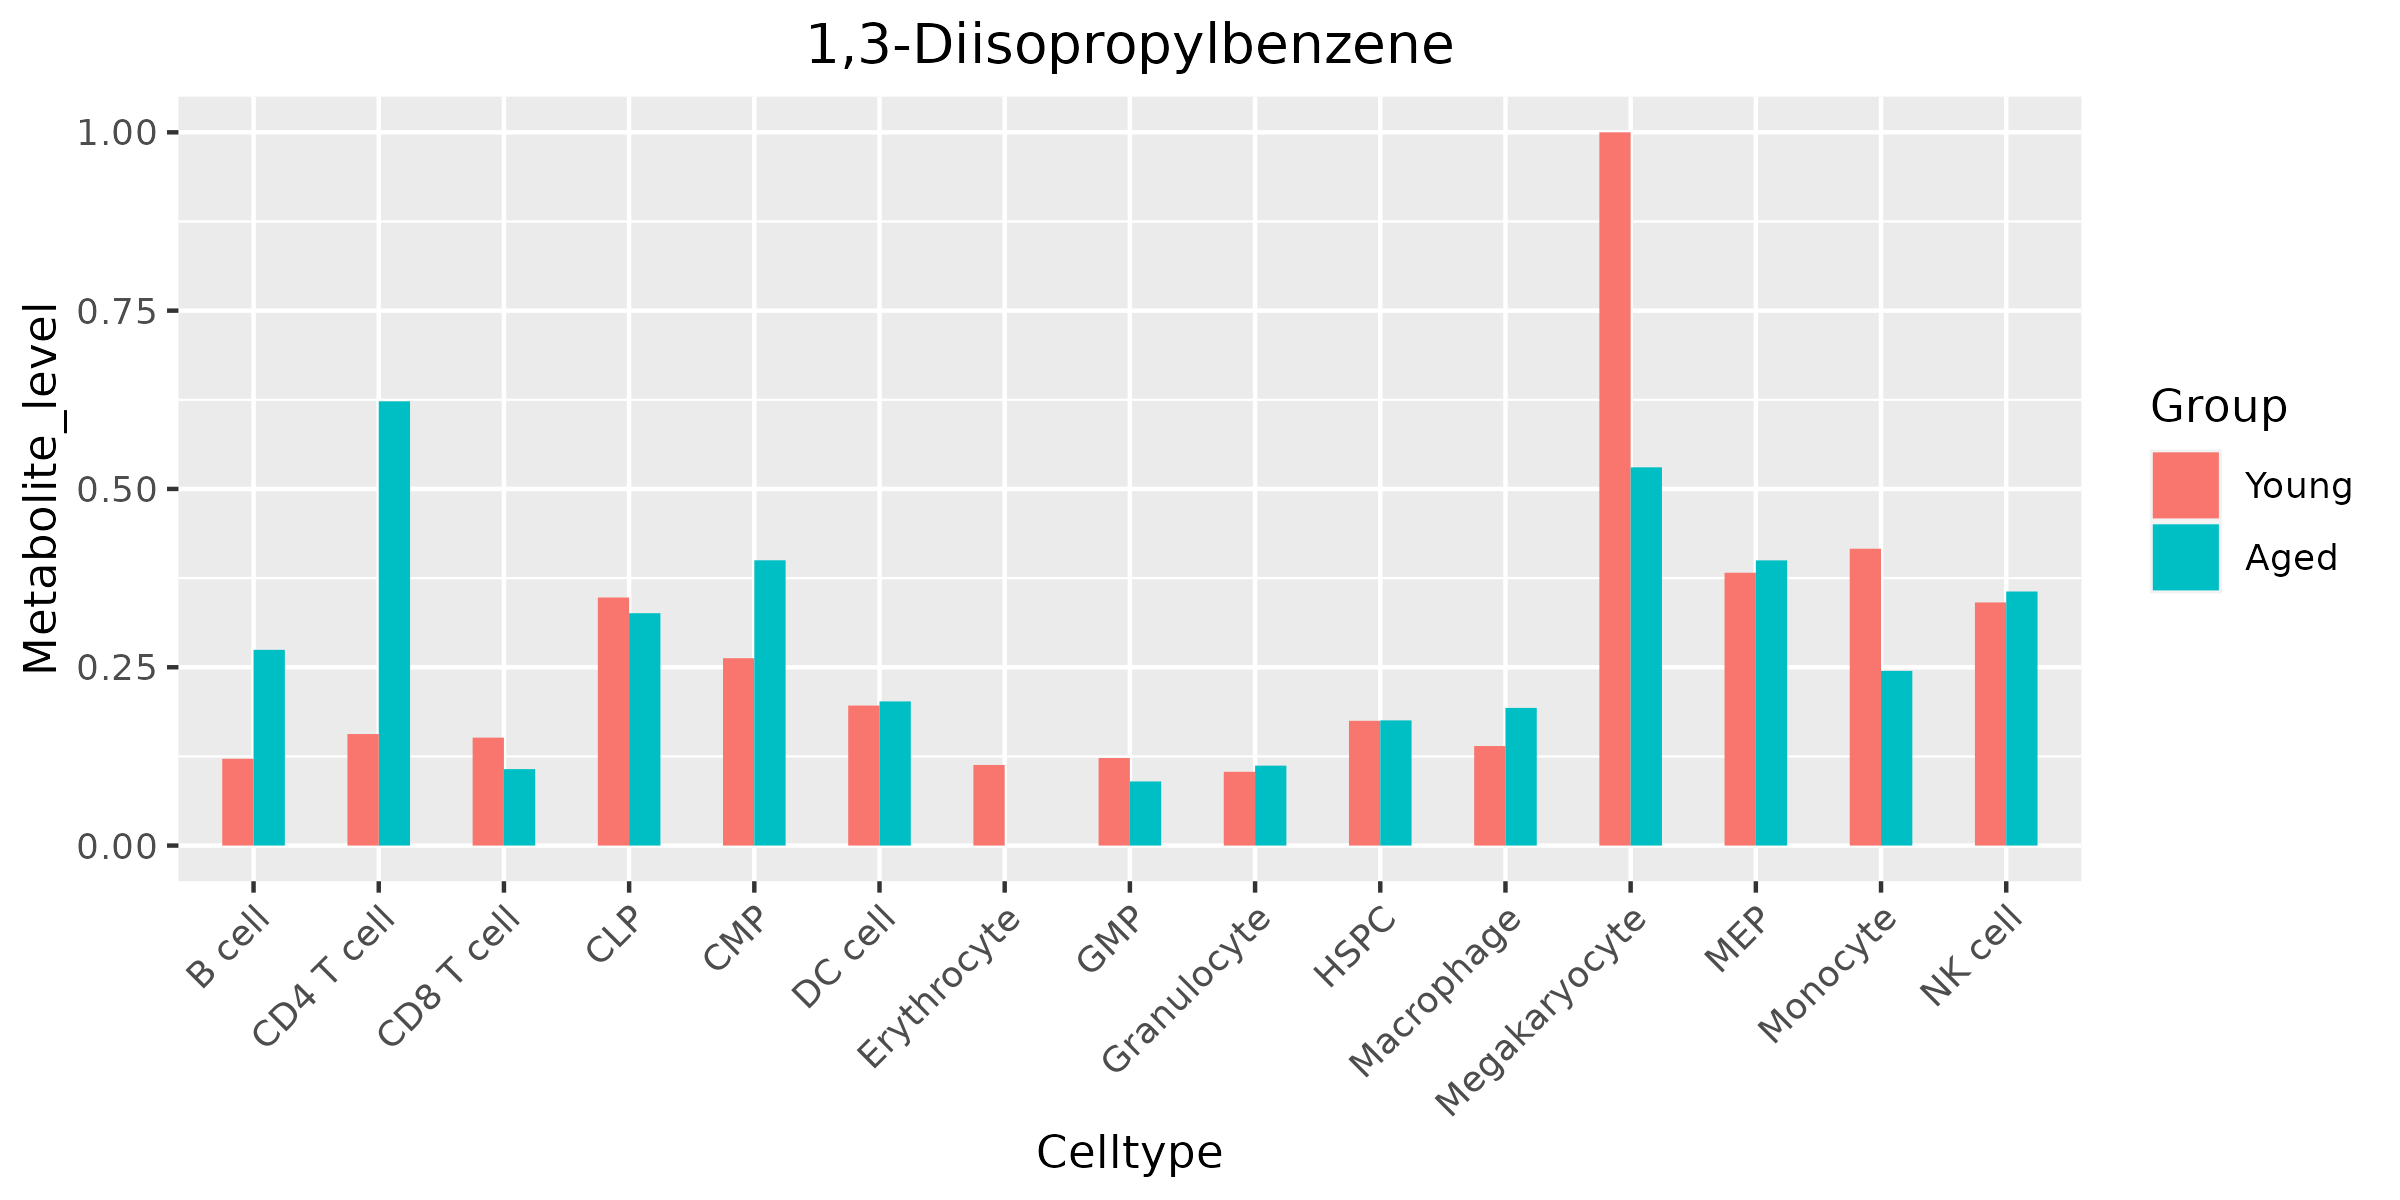 1,3-Diisopropylbenzene
Metabolite_level
1.00
0.75
0.50
0.25
0.00
B cell
CD4 T cell
CD8 T cell
CLP
CMP
DC cell
Erythrocyte
GMP
Granulocyte
HSPC
Macrophage
Megakaryocyte
MEP
Monocyte
NK cell
Celltype
Group
Young
Aged